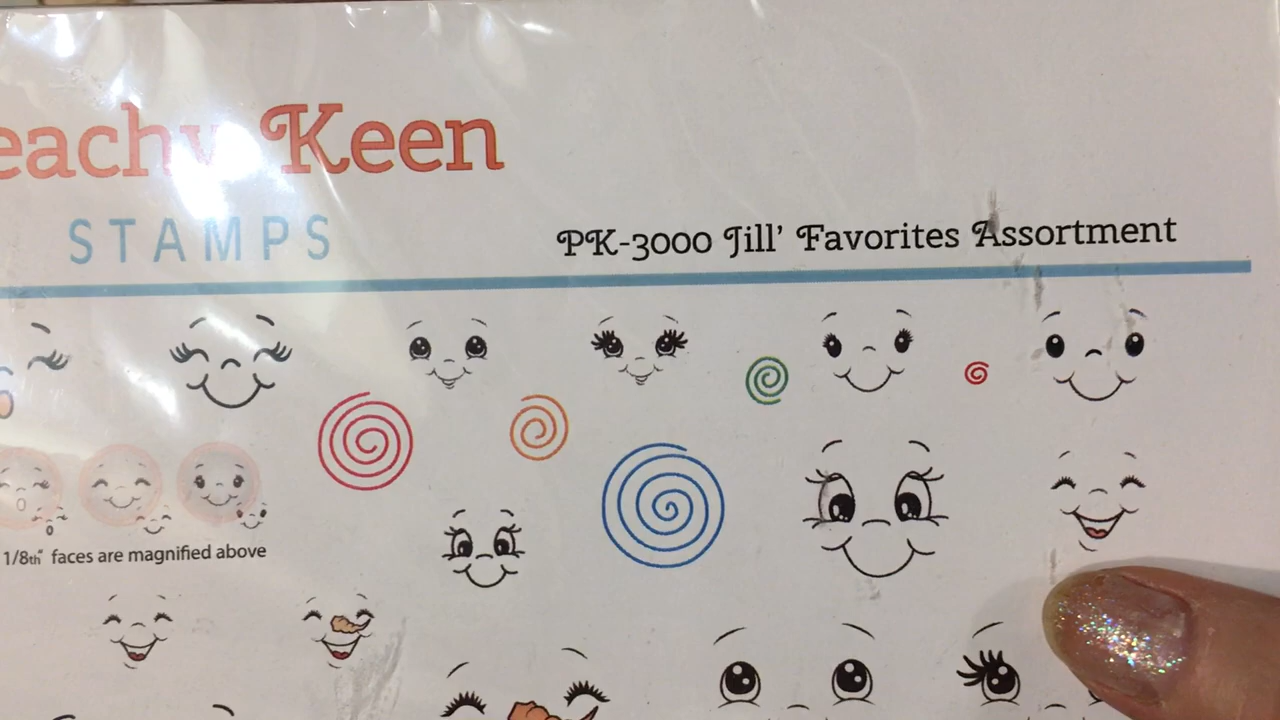 eachy Keen
STAMPS
PK-3000 Jill' Favorites Assortment
1/8th" faces are magnified above